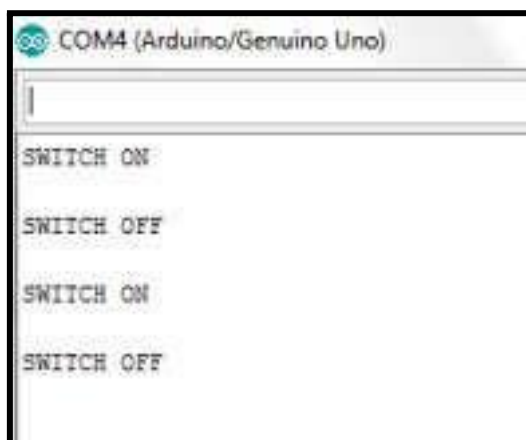 COM4 (Arduino/Genuino Uno)
SWITCH ON
SWITCH OFF
SWITCH ON
SWITCH OFF